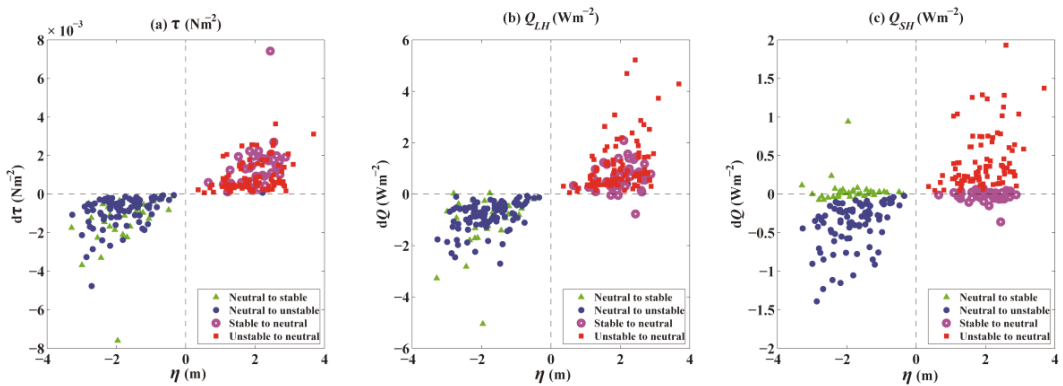 (a) τ (Nm⁻²)
× 10⁻³
8
6
4
2
0
−2
−4
−6
−8
dτ (Nm⁻²)
−4 −2 0 2 4
η (m)
Neutral to stable
Neutral to unstable
Stable to neutral
Unstable to neutral
(b) Q_LH (Wm⁻²)
6
4
2
0
−2
−4
−6
dQ (Wm⁻²)
−4 −2 0 2 4
η (m)
Neutral to stable
Neutral to unstable
Stable to neutral
Unstable to neutral
(c) Q_SH (Wm⁻²)
2
1.5
1
0.5
0
−0.5
−1
−1.5
−2
dQ (Wm⁻²)
−4 −2 0 2 4
η (m)
Neutral to stable
Neutral to unstable
Stable to neutral
Unstable to neutral